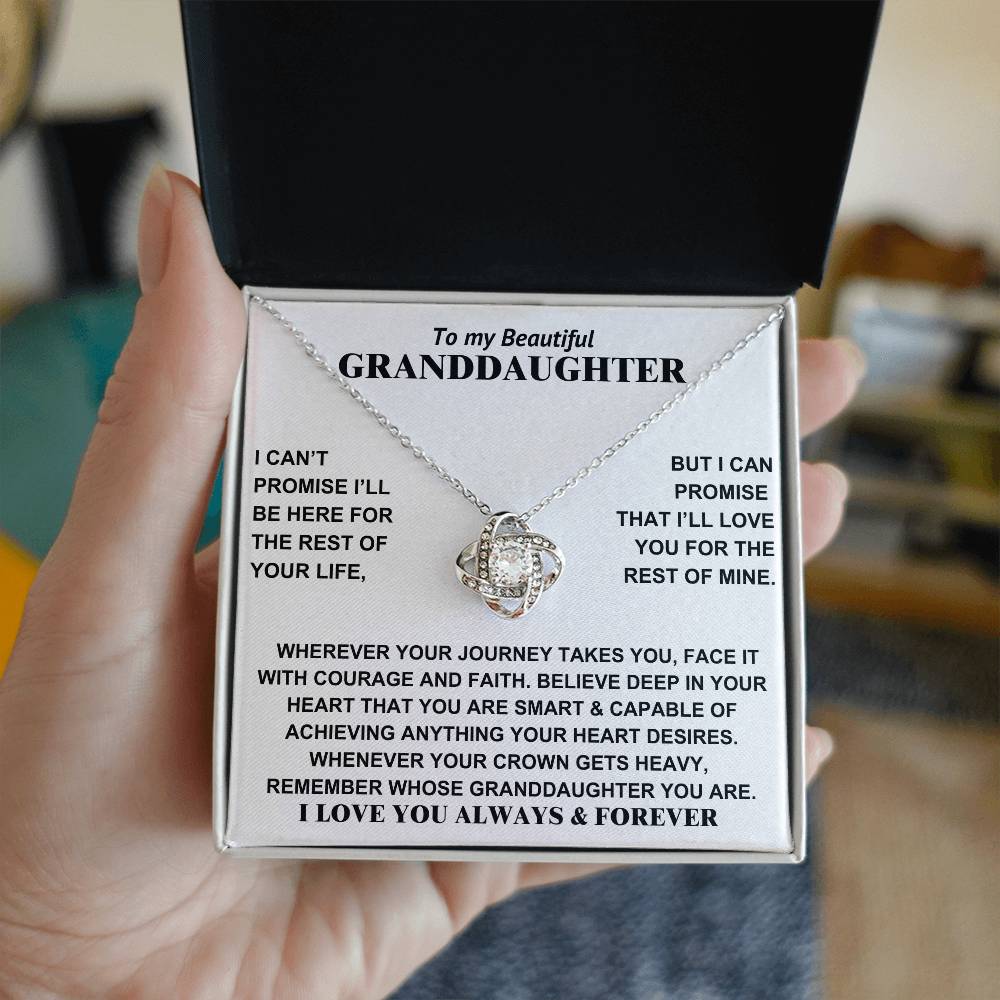 To my Beautiful
GRANDDAUGHTER
I CAN'T
PROMISE I'LL
BE HERE FOR
THE REST OF
YOUR LIFE,
BUT I CAN
PROMISE
THAT I'LL LOVE
YOU FOR THE
REST OF MINE.
WHEREVER YOUR JOURNEY TAKES YOU, FACE IT
WITH COURAGE AND FAITH. BELIEVE DEEP IN YOUR
HEART THAT YOU ARE SMART & CAPABLE OF
ACHIEVING ANYTHING YOUR HEART DESIRES.
WHENEVER YOUR CROWN GETS HEAVY,
REMEMBER WHOSE GRANDDAUGHTER YOU ARE.
I LOVE YOU ALWAYS & FOREVER